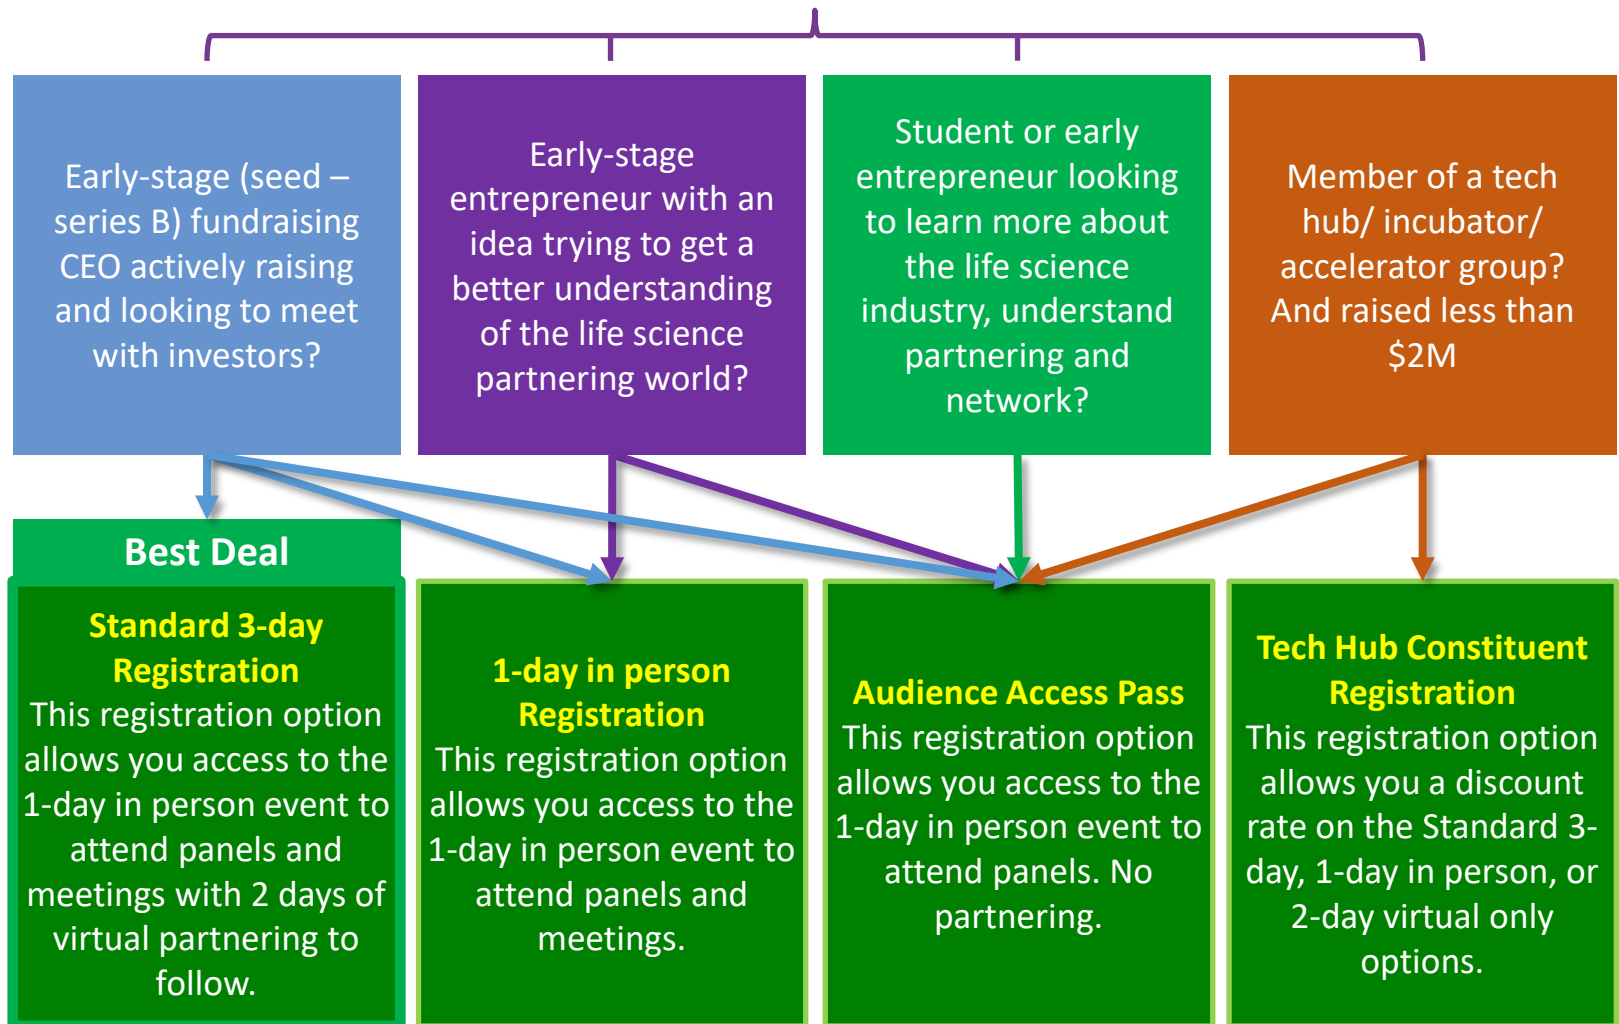 Early-stage (seed –
series B) fundraising
CEO actively raising
and looking to meet
with investors?
Early-stage
entrepreneur with an
idea trying to get a
better understanding
of the life science
partnering world?
Student or early
entrepreneur looking
to learn more about
the life science
industry, understand
partnering and
network?
Member of a tech
hub/ incubator/
accelerator group?
And raised less than
$2M
Best Deal
Standard 3-day
Registration
This registration option
allows you access to the
1-day in person event to
attend panels and
meetings with 2 days of
virtual partnering to
follow.
1-day in person
Registration
This registration option
allows you access to the
1-day in person event to
attend panels and
meetings.
Audience Access Pass
This registration option
allows you access to the
1-day in person event to
attend panels. No
partnering.
Tech Hub Constituent
Registration
This registration option
allows you a discount
rate on the Standard 3-
day, 1-day in person, or
2-day virtual only
options.